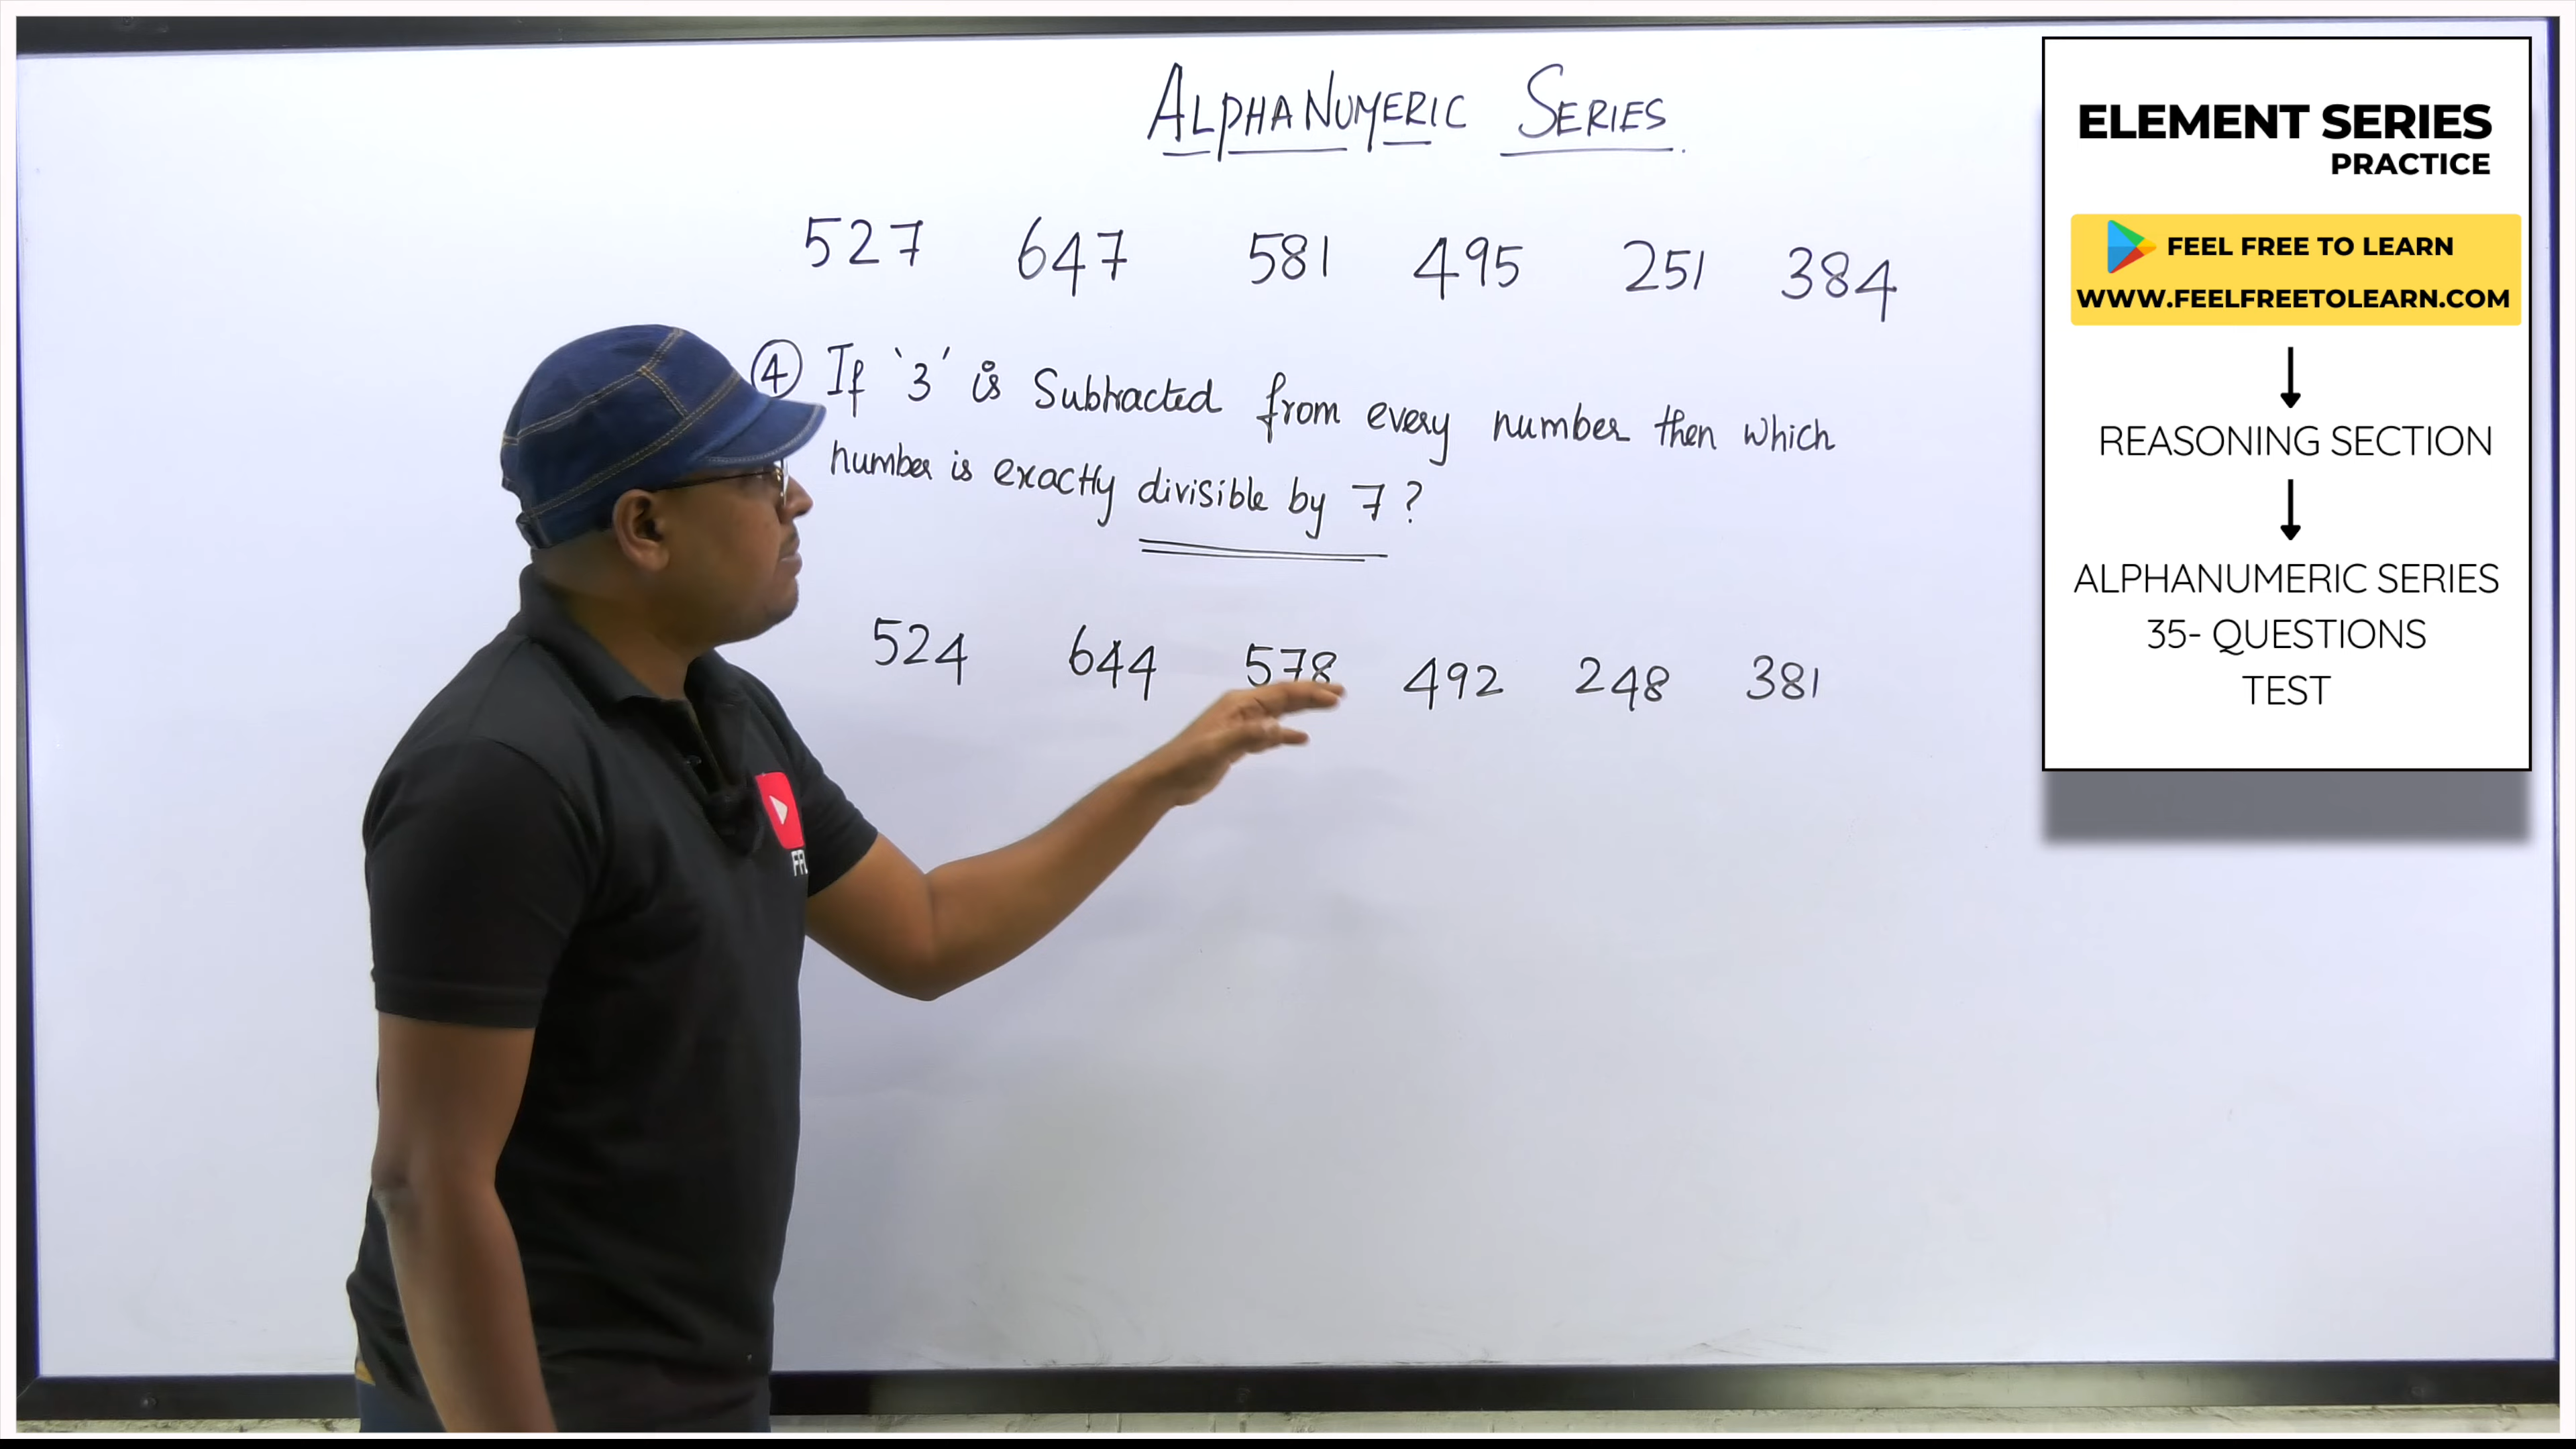 ALPHANUMERIC SERIES
527 647 581 495 251 384
④ If '3' is Subtracted from every number then which
number is exactly divisible by 7?
524 644 578 492 248 381
ELEMENT SERIES
PRACTICE
FEEL FREE TO LEARN
WWW.FEELFREETOLEARN.COM
REASONING SECTION
ALPHANUMERIC SERIES
35- QUESTIONS
TEST